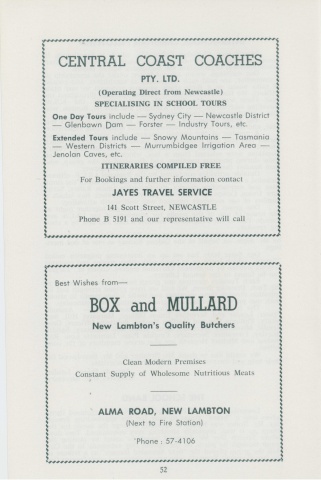 CENTRAL COAST COACHES
PTY. LTD.
(Operating Direct from Newcastle)
SPECIALISING IN SCHOOL TOURS
One Day Tours include — Sydney City — Newcastle District
— Glenbawn Dam — Forster — Industry Tours, etc.
Extended Tours include — Snowy Mountains — Tasmania
— Western Districts — Murrumbidgee Irrigation Area —
Jenolan Caves, etc.
ITINERARIES COMPILED FREE
For Bookings and further information contact
JAYES TRAVEL SERVICE
141 Scott Street, NEWCASTLE
Phone B 5191 and our representative will call
Best Wishes from—
BOX and MULLARD
New Lambton's Quality Butchers
Clean Modern Premises
Constant Supply of Wholesome Nutritious Meats
ALMA ROAD, NEW LAMBTON
(Next to Fire Station)
'Phone : 57-4106
52